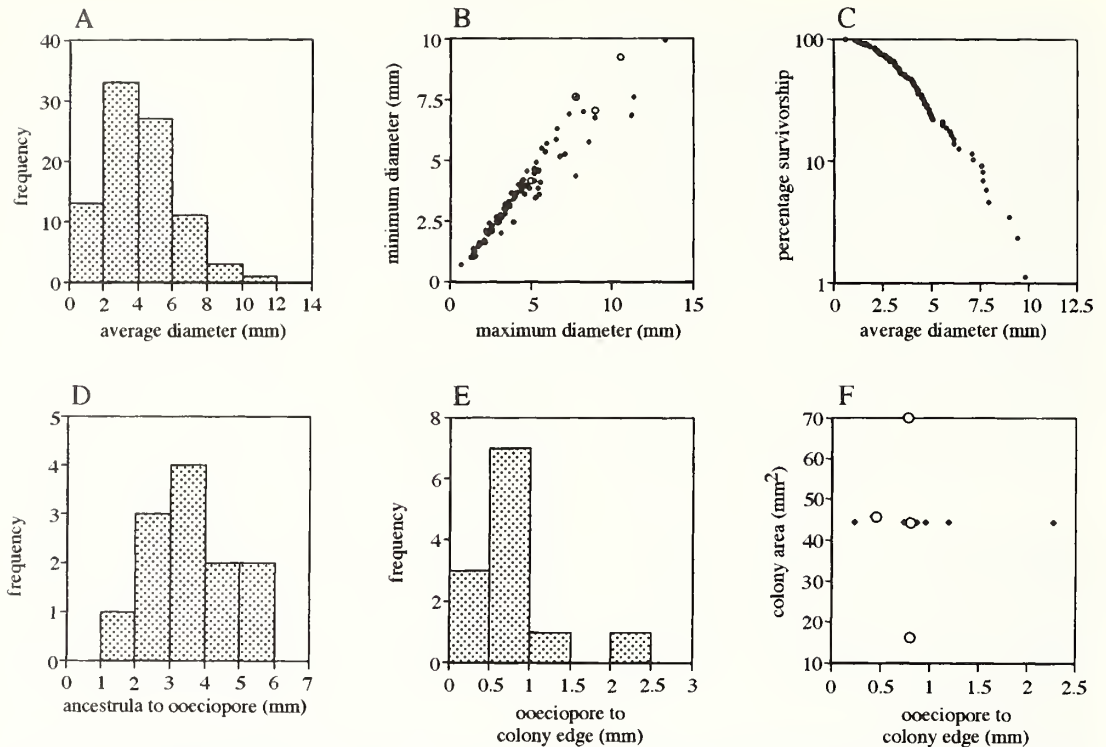 A
B
C
40
30
20
10
0
frequency
0 2 4 6 8 10 12 14
average diameter (mm)
10
7.5
5
2.5
0
minimum diameter (mm)
0 5 10 15
maximum diameter (mm)
100
10
1
percentage survivorship
0 2.5 5 7.5 10 12.5
average diameter (mm)
D
E
F
5
4
3
2
1
0
frequency
0 1 2 3 4 5 6 7
ancestrula to ooeciopore (mm)
8
6
4
2
0
frequency
0 0.5 1 1.5 2 2.5 3
ooeciopore to
colony edge (mm)
70
60
50
40
30
20
10
colony area (mm²)
0 0.5 1 1.5 2 2.5
ooeciopore to
colony edge (mm)